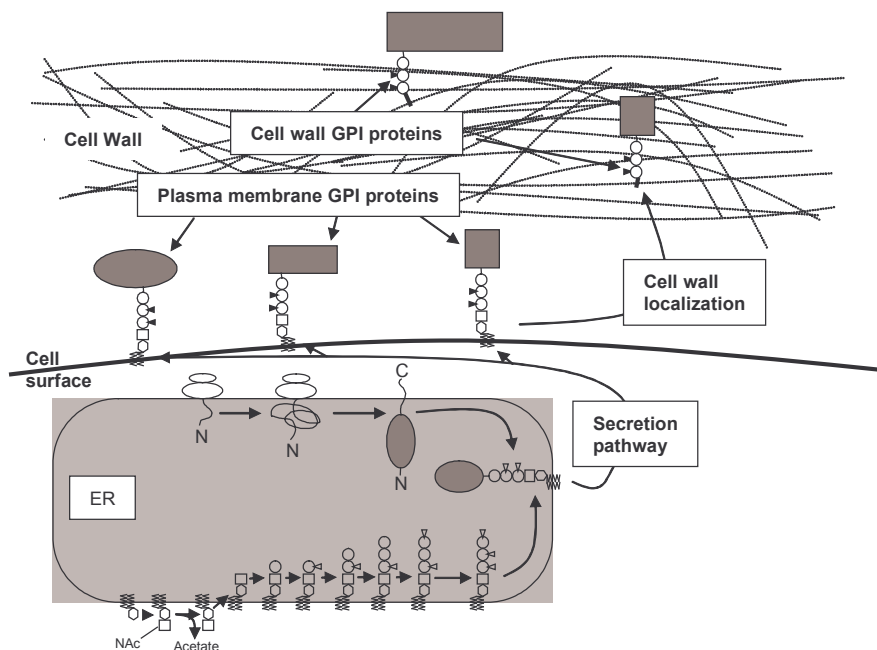 Cell Wall
Cell wall GPI proteins
Plasma membrane GPI proteins
Cell wall
localization
Cell
surface
C
N
N
N
Secretion
pathway
ER
NAc
Acetate